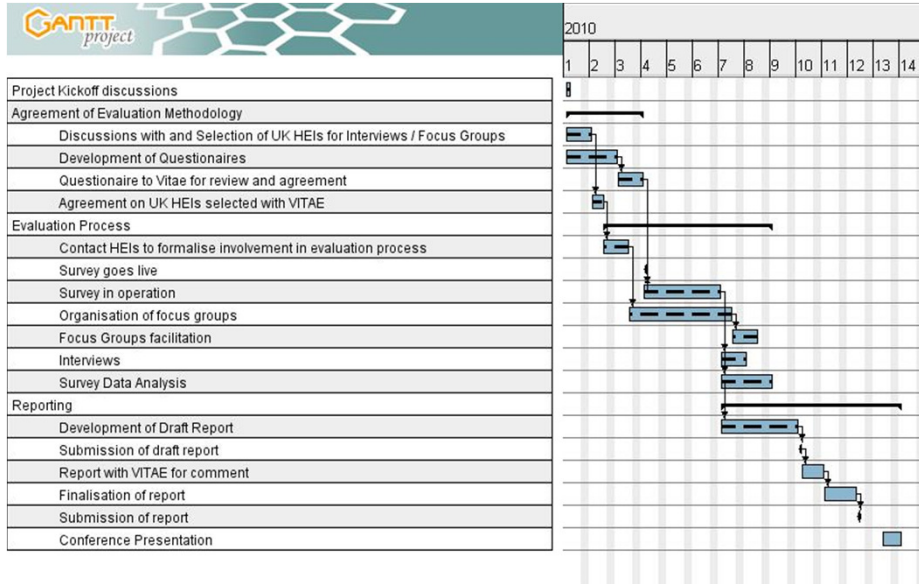 GANTT
project
2010
1 2 3 4 5 6 7 8 9 10 11 12 13 14
Project Kickoff discussions
Agreement of Evaluation Methodology
Discussions with and Selection of UK HEIs for Interviews / Focus Groups
Development of Questionaires
Questionaire to Vitae for review and agreement
Agreement on UK HEIs selected with VITAE
Evaluation Process
Contact HEIs to formalise involvement in evaluation process
Survey goes live
Survey in operation
Organisation of focus groups
Focus Groups facilitation
Interviews
Survey Data Analysis
Reporting
Development of Draft Report
Submission of draft report
Report with VITAE for comment
Finalisation of report
Submission of report
Conference Presentation